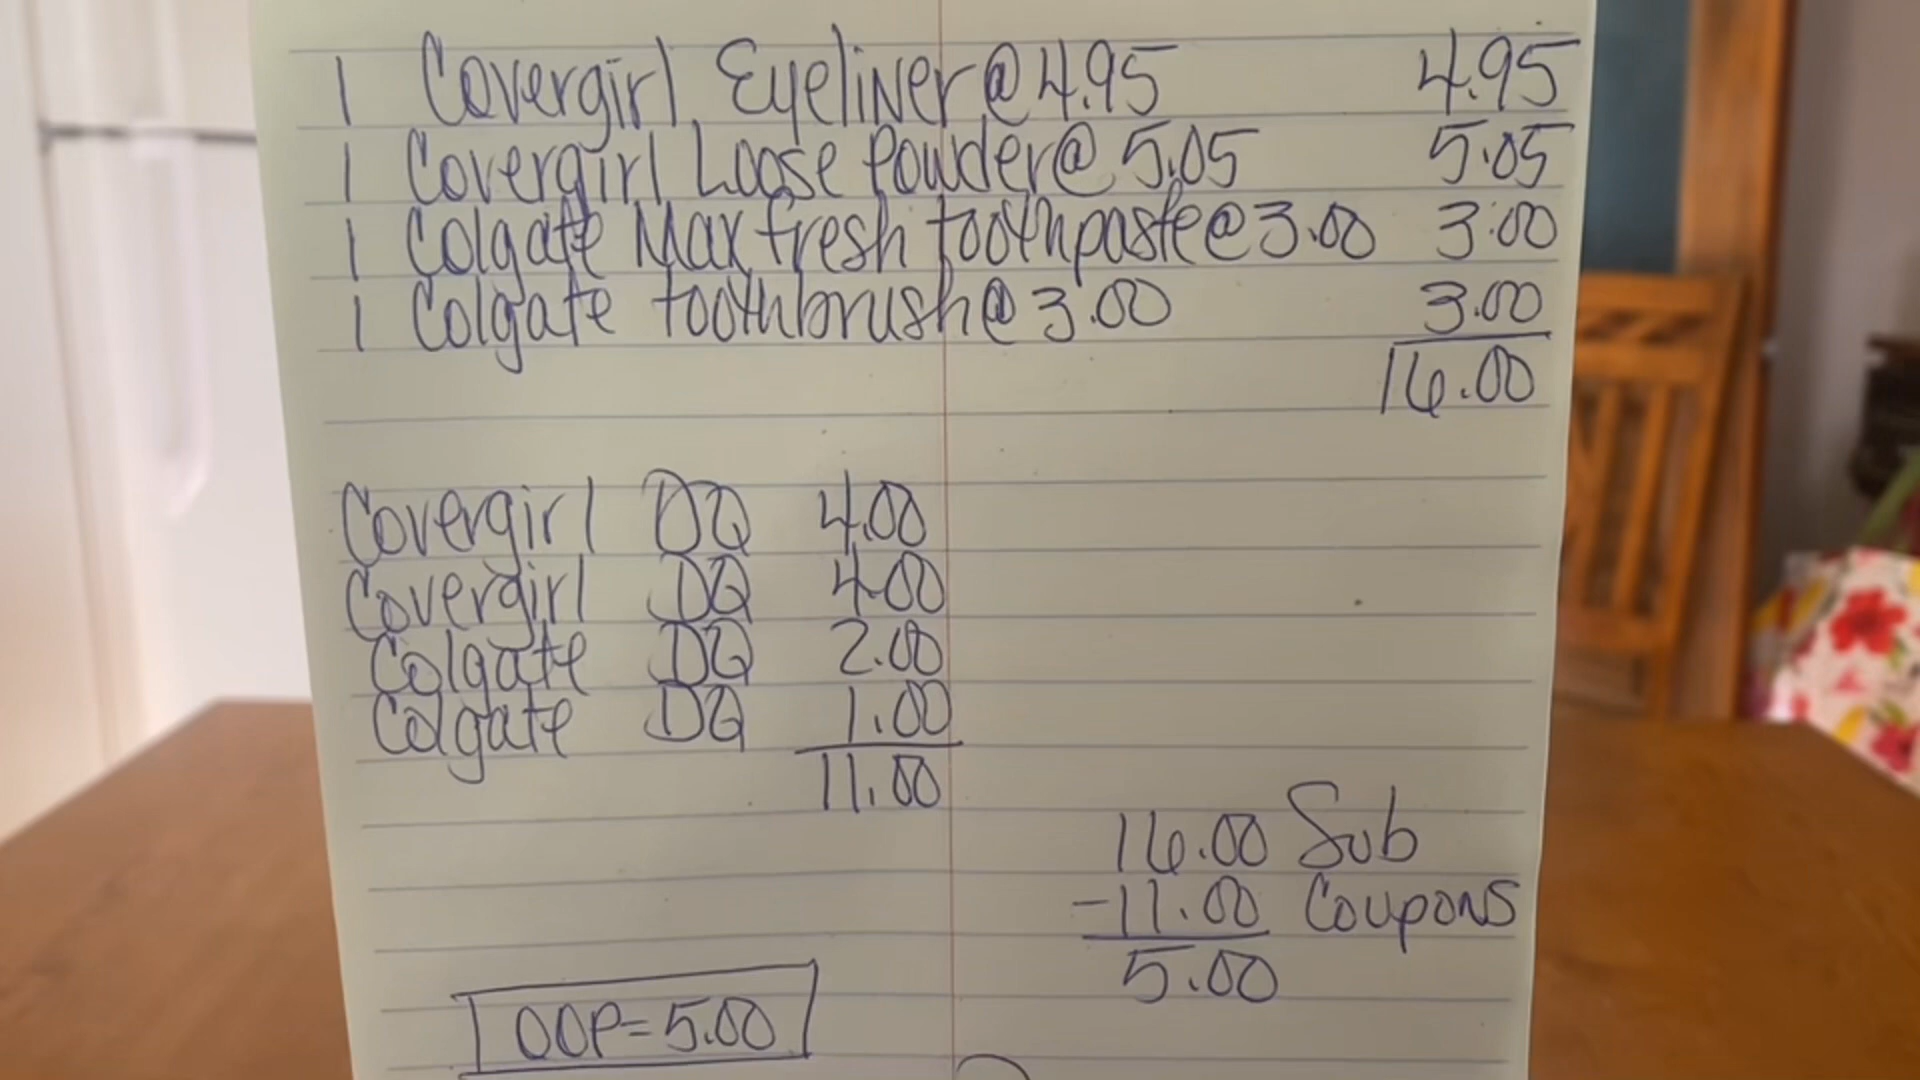 1 Covergirl Eyeliner @ 4.95 4.95
1 Covergirl Loose Powder @ 5.05 5.05
1 Colgate Max fresh toothpaste @ 3.00 3.00
1 Colgate toothbrush @ 3.00 3.00
16.00
Covergirl DQ 4.00
Covergirl DQ 4.00
Colgate DQ 2.00
Colgate DQ 1.00
11.00
16.00 Sub
-11.00 Coupons
5.00
OOP=5.00